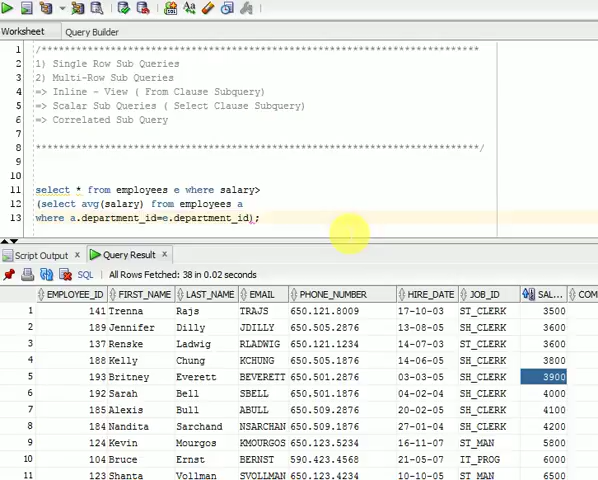 Worksheet Query Builder
1 /*******************************************************************************
2 1) Single Row Sub Queries
3 2) Multi-Row Sub Queries
4 => Inline - View ( From Clause Subquery)
5 => Scalar Sub Queries ( Select Clause Subquery)
6 => Correlated Sub Query
7
8 *******************************************************************************/
9
10
11 select * from employees e where salary>
12 (select avg(salary) from employees a
13 where a.department_id=e.department_id);
Script Output × Query Result ×
SQL All Rows Fetched: 38 in 0.02 seconds
EMPLOYEE_ID FIRST_NAME LAST_NAME EMAIL PHONE_NUMBER HIRE_DATE JOB_ID SAL... COM
1 141 Trenna Rajs TRAJS 650.121.8009 17-10-03 ST_CLERK 3500
2 189 Jennifer Dilly JDILLY 650.505.2876 13-08-05 SH_CLERK 3600
3 137 Renske Ladwig RLADWIG 650.121.1234 14-07-03 ST_CLERK 3600
4 188 Kelly Chung KCHUNG 650.505.1876 14-06-05 SH_CLERK 3800
5 193 Britney Everett BEVERETT 650.501.2876 03-03-05 SH_CLERK 3900
6 192 Sarah Bell SBELL 650.501.1876 04-02-04 SH_CLERK 4000
7 185 Alexis Bull ABULL 650.509.2876 20-02-05 SH_CLERK 4100
8 184 Nandita Sarchand NSARCHAN 650.509.1876 27-01-04 SH_CLERK 4200
9 124 Kevin Mourgos KMOURGOS 650.123.5234 16-11-07 ST_MAN 5800
10 104 Bruce Ernst BERNST 590.423.4568 21-05-07 IT_PROG 6000
11 123 Shanta Vollman SVOLLMAN 650.123.4234 10-10-05 ST_MAN 6500